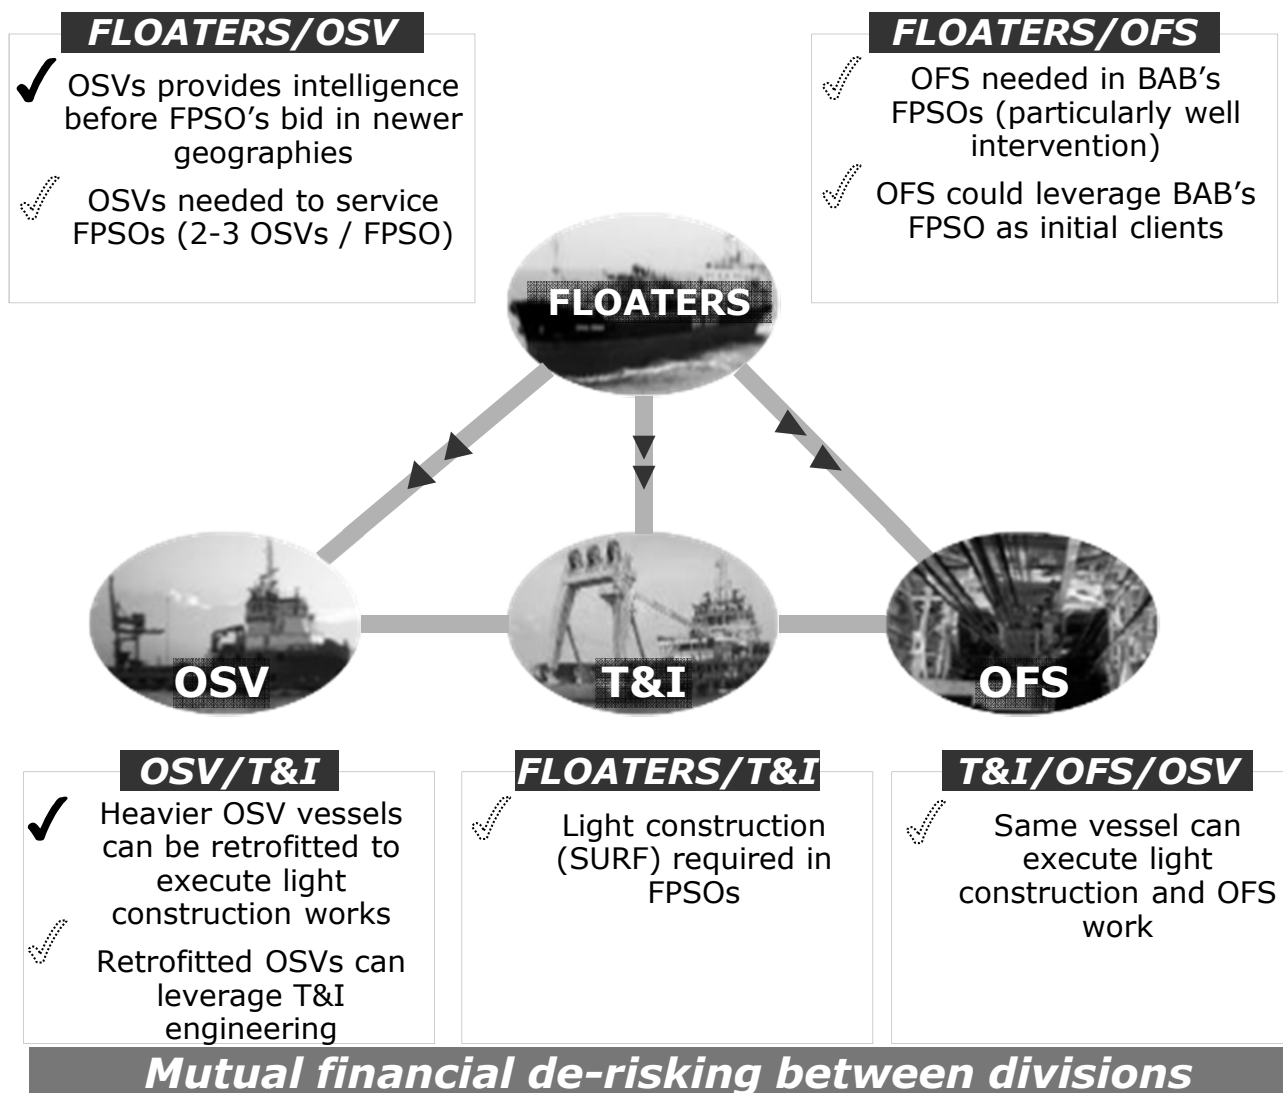 FLOATERS/OSV
OSVs provides intelligence
before FPSO's bid in newer
geographies
OSVs needed to service
FPSOs (2-3 OSVs / FPSO)
FLOATERS/OFS
OFS needed in BAB's
FPSOs (particularly well
intervention)
OFS could leverage BAB's
FPSO as initial clients
FLOATERS
OSV
T&I
OFS
OSV/T&I
Heavier OSV vessels
can be retrofitted to
execute light
construction works
Retrofitted OSVs can
leverage T&I
engineering
FLOATERS/T&I
Light construction
(SURF) required in
FPSOs
T&I/OFS/OSV
Same vessel can
execute light
construction and OFS
work
Mutual financial de-risking between divisions